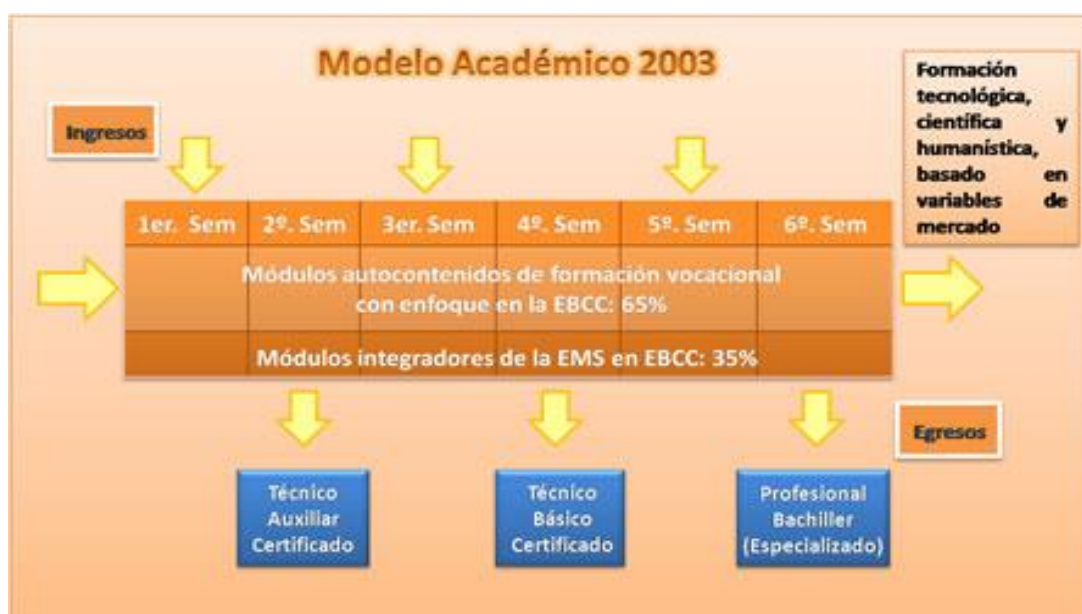 Modelo Académico 2003
Formación
tecnológica,
científica y
humanística,
basado en
variables de
mercado
Ingresos
1er. Sem 2º. Sem 3er. Sem 4º. Sem 5º. Sem 6º. Sem
Módulos autocontenidos de formación vocacional
con enfoque en la EBCC: 65%
Módulos integradores de la EMS en EBCC: 35%
Egresos
Técnico
Auxiliar
Certificado
Técnico
Básico
Certificado
Profesional
Bachiller
(Especializado)